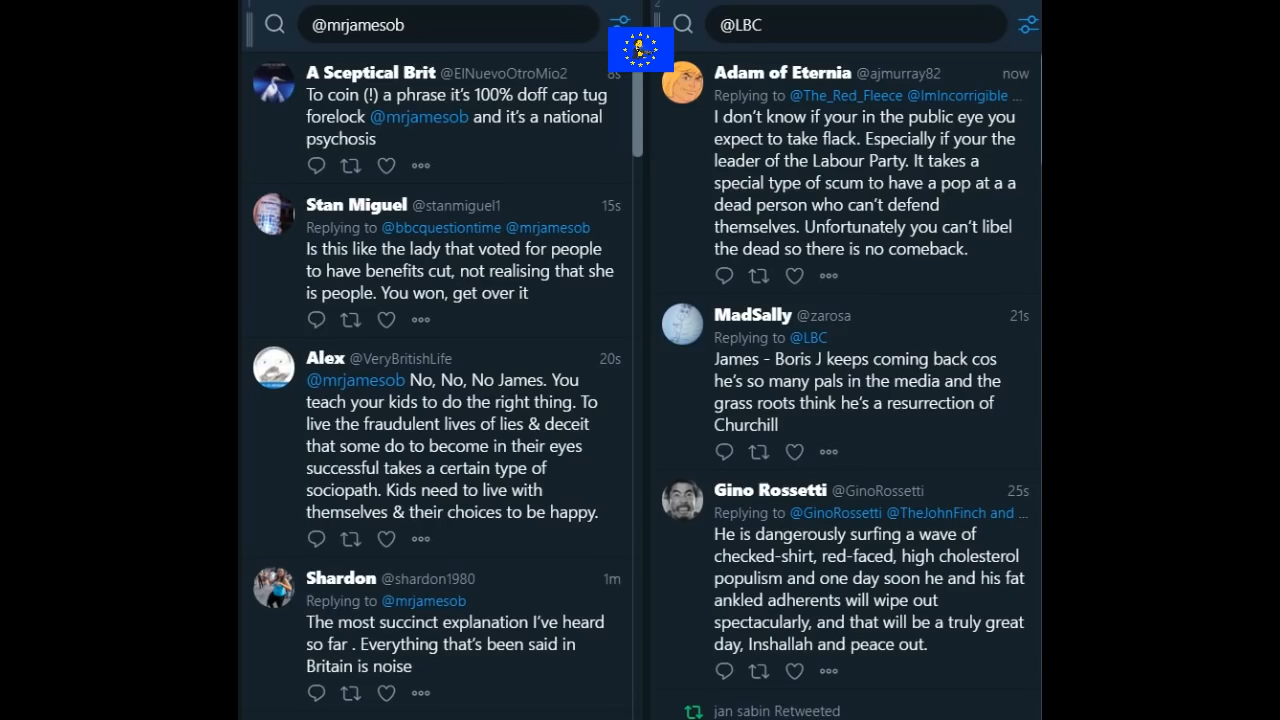 1
@mrjamesob
A Sceptical Brit @ElNuevoOtroMio2 8s
To coin (!) a phrase it's 100% doff cap tug
forelock @mrjamesob and it's a national
psychosis
Stan Miguel @stanmiguel1 15s
Replying to @bbcquestiontime @mrjamesob
Is this like the lady that voted for people
to have benefits cut, not realising that she
is people. You won, get over it
Alex @VeryBritishLife 20s
@mrjamesob No, No, No James. You
teach your kids to do the right thing. To
live the fraudulent lives of lies & deceit
that some do to become in their eyes
successful takes a certain type of
sociopath. Kids need to live with
themselves & their choices to be happy.
Shardon @shardon1980 1m
Replying to @mrjamesob
The most succinct explanation I've heard
so far . Everything that's been said in
Britain is noise
2
@LBC
Adam of Eternia @ajmurray82 now
Replying to @The_Red_Fleece @ImIncorrigible ...
I don't know if your in the public eye you
expect to take flack. Especially if your the
leader of the Labour Party. It takes a
special type of scum to have a pop at a a
dead person who can't defend
themselves. Unfortunately you can't libel
the dead so there is no comeback.
MadSally @zarosa 21s
Replying to @LBC
James - Boris J keeps coming back cos
he's so many pals in the media and the
grass roots think he's a resurrection of
Churchill
Gino Rossetti @GinoRossetti 25s
Replying to @GinoRossetti @TheJohnFinch and ...
He is dangerously surfing a wave of
checked-shirt, red-faced, high cholesterol
populism and one day soon he and his fat
ankled adherents will wipe out
spectacularly, and that will be a truly great
day, Inshallah and peace out.
jan sabin Retweeted